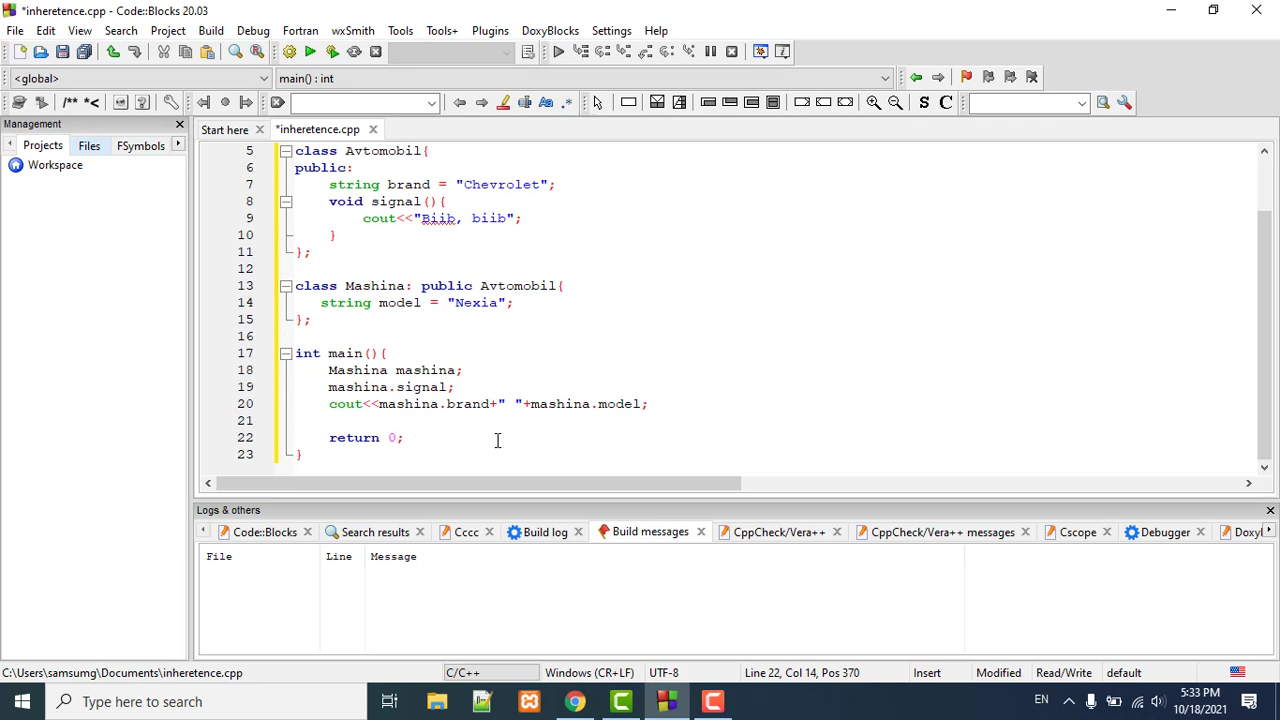 *inheretence.cpp - Code::Blocks 20.03
File Edit View Search Project Build Debug Fortran wxSmith Tools Tools+ Plugins DoxyBlocks Settings Help
<global> main() : int
/** *< .* S C
Management
Projects Files FSymbols
Workspace
Start here *inheretence.cpp
5 class Avtomobil{
6 public:
7 string brand = "Chevrolet";
8 void signal(){
9 cout<<"Biib, biib";
10 }
11 };
12
13 class Mashina: public Avtomobil{
14 string model = "Nexia";
15 };
16
17 int main(){
18 Mashina mashina;
19 mashina.signal;
20 cout<<mashina.brand+" "+mashina.model;
21
22 return 0;
23 }
Logs & others
Code::Blocks Search results Cccc Build log Build messages CppCheck/Vera++ CppCheck/Vera++ messages Cscope Debugger
File Line Message
C:\Users\samsumg\Documents\inheretence.cpp C/C++ Windows (CR+LF) UTF-8 Line 22, Col 14, Pos 370 Insert Modified Read/Write default
Type here to search
EN
5:33 PM
10/18/2021